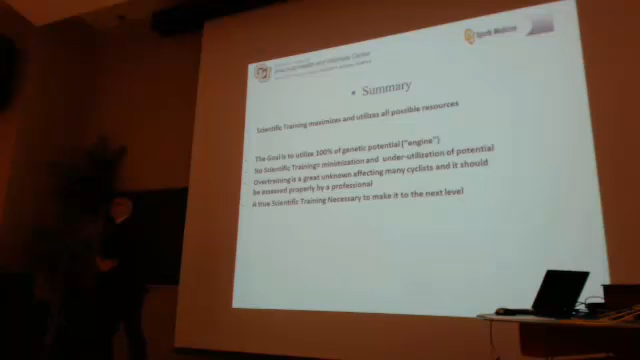 Sports Medicine
• Summary
Scientific Training maximizes and utilizes all possible resources
The Goal is to utilize 100% of genetic potential ("engine")
No Scientific Training= minimization and under-utilization of potential
Overtraining is a great unknown affecting many cyclists and it should
be assessed properly by a professional
A true Scientific Training Necessary to make it to the next level